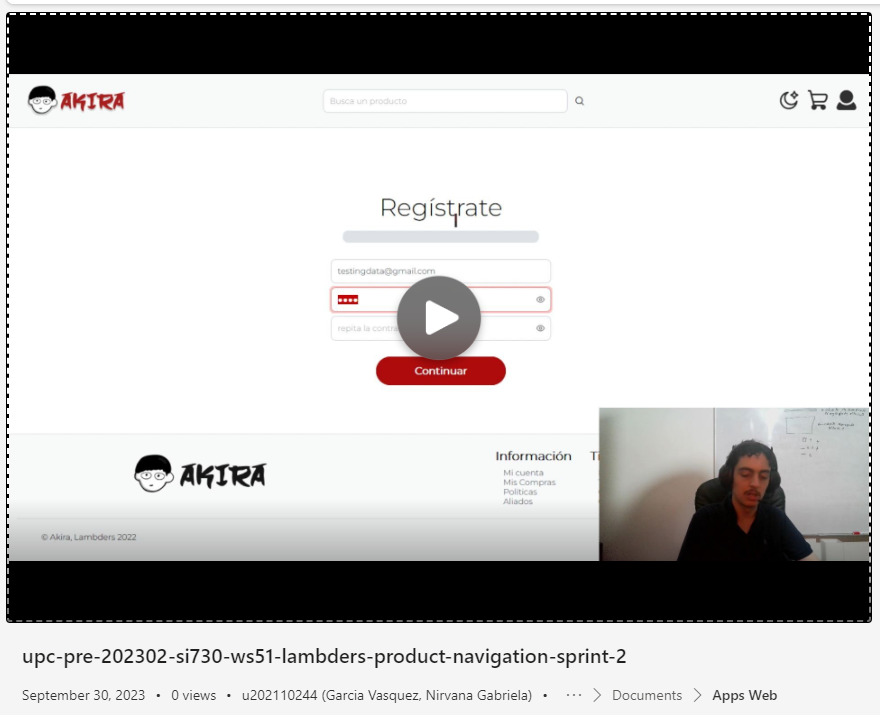 AKIRA
Busca un producto
Regístrate
testingdata@gmail.com
repita la contra
Continuar
AKIRA
Información
Ti
Mi cuenta
Mis Compras
Políticas
Aliados
© Akira, Lambders 2022
upc-pre-202302-si730-ws51-lambders-product-navigation-sprint-2
September 30, 2023 • 0 views • u202110244 (Garcia Vasquez, Nirvana Gabriela) • ··· > Documents > Apps Web